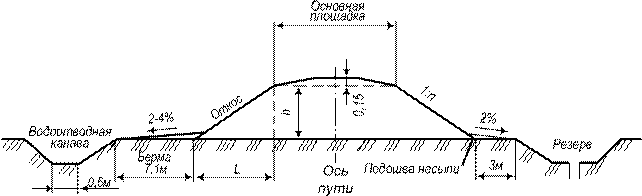 Основная
площадка
Откос
1:n
h
0,15
2-4%
2%
Водоотводная
канава
Резерв
Берма
7,1м
L
Ось
пути
Подошва насыпи
3м
0,6м